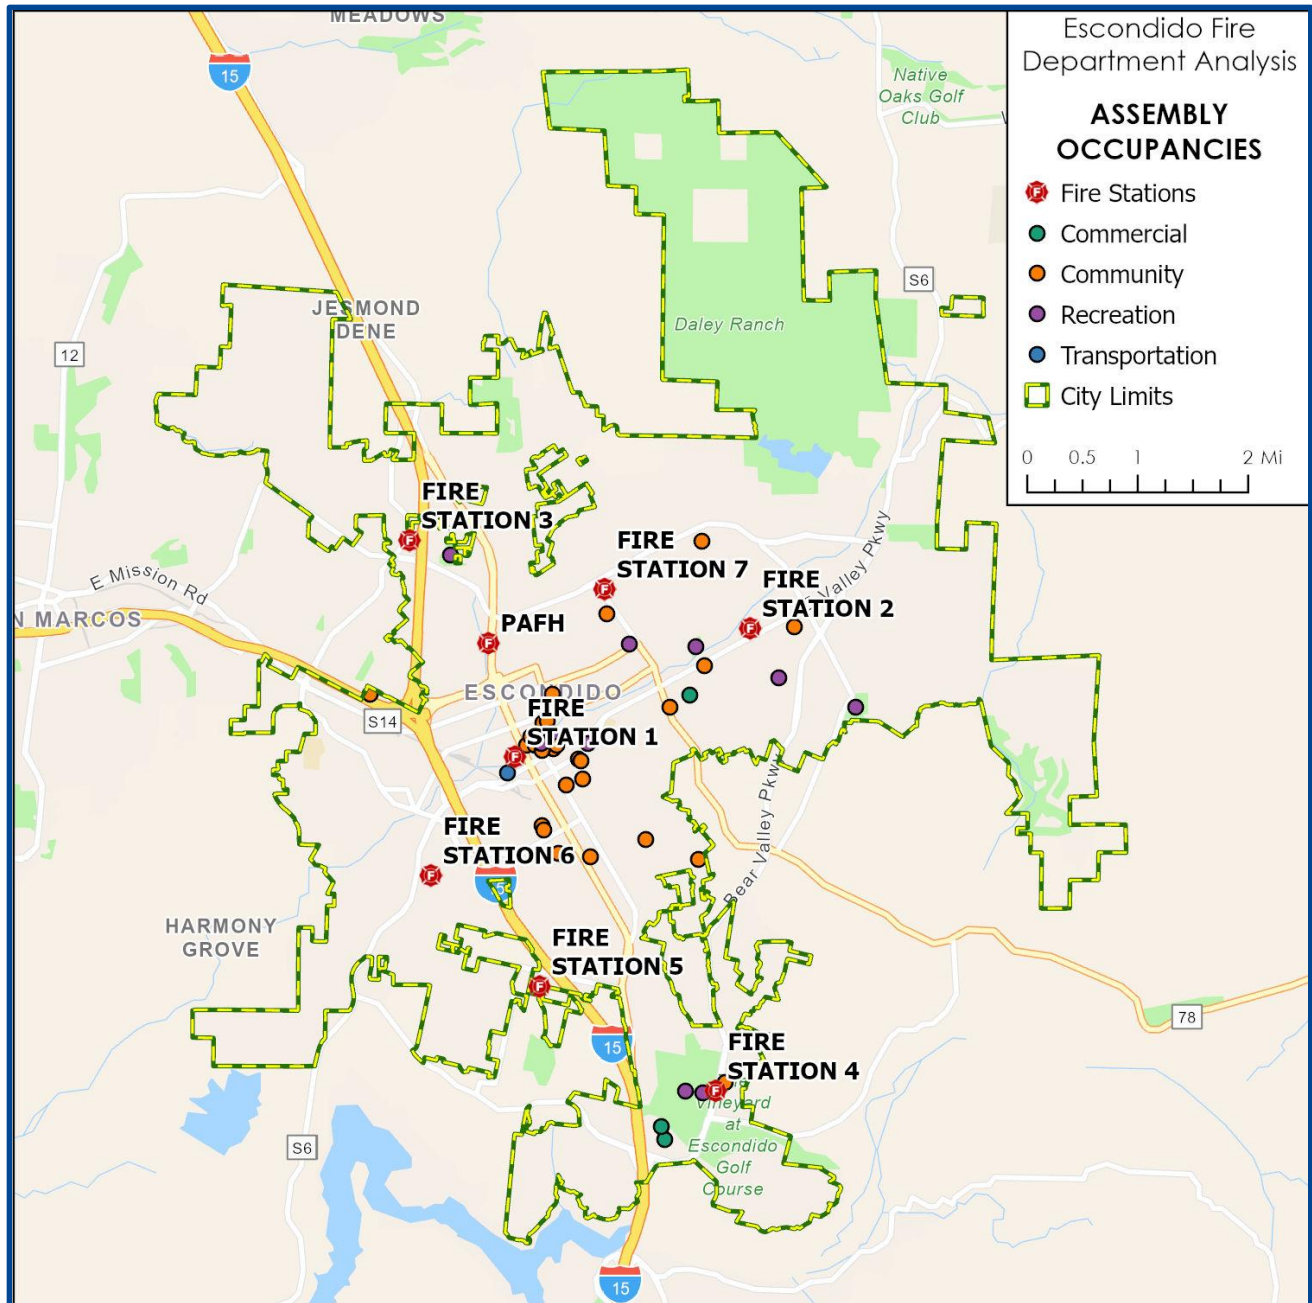 MEADOWS
15
Native
Oaks Golf
Club
Escondido Fire
Department Analysis
ASSEMBLY
OCCUPANCIES
Fire Stations
Commercial
Community
Recreation
Transportation
City Limits
0 0.5 1 2 Mi
S6
JESMOND
DENE
Daley Ranch
12
FIRE
STATION 3
E Mission Rd
N MARCOS
FIRE
STATION 7
Valley Pkwy
FIRE
STATION 2
PAFH
ESCONDIDO
S14
FIRE
STATION 1
Bear Valley Pkwy
FIRE
STATION 6
5
HARMONY
GROVE
FIRE
STATION 5
15
78
FIRE
STATION 4
Vineyard
at
Escondido
Golf
Course
S6
15